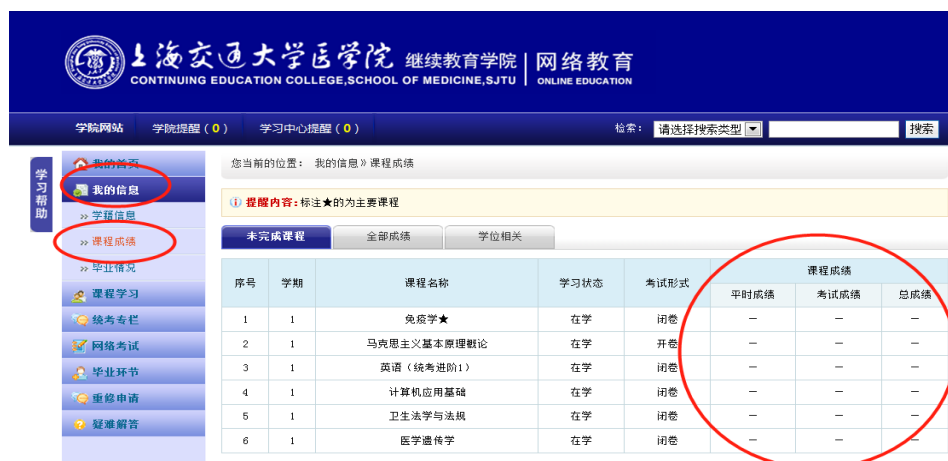 上海交通大学医学院 继续教育学院 网络教育
CONTINUING EDUCATION COLLEGE,SCHOOL OF MEDICINE,SJTU ONLINE EDUCATION
学院网站 学院提醒(0) 学习中心提醒(0) 检索: 请选择搜索类型 搜索
学习帮助
我的首页
我的信息
» 学籍信息
» 课程成绩
» 毕业情况
课程学习
统考专栏
网络考试
毕业环节
重修申请
疑难解答
您当前的位置: 我的信息»课程成绩
提醒内容:标注★的为主要课程
未完成课程 全部成绩 学位相关
序号 学期 课程名称 学习状态 考试形式 课程成绩
平时成绩 考试成绩 总成绩
1 1 免疫学★ 在学 闭卷 — — —
2 1 马克思主义基本原理概论 在学 开卷 — — —
3 1 英语(统考进阶1) 在学 闭卷 — — —
4 1 计算机应用基础 在学 闭卷 — — —
5 1 卫生法学与法规 在学 闭卷 — — —
6 1 医学遗传学 在学 闭卷 — — —